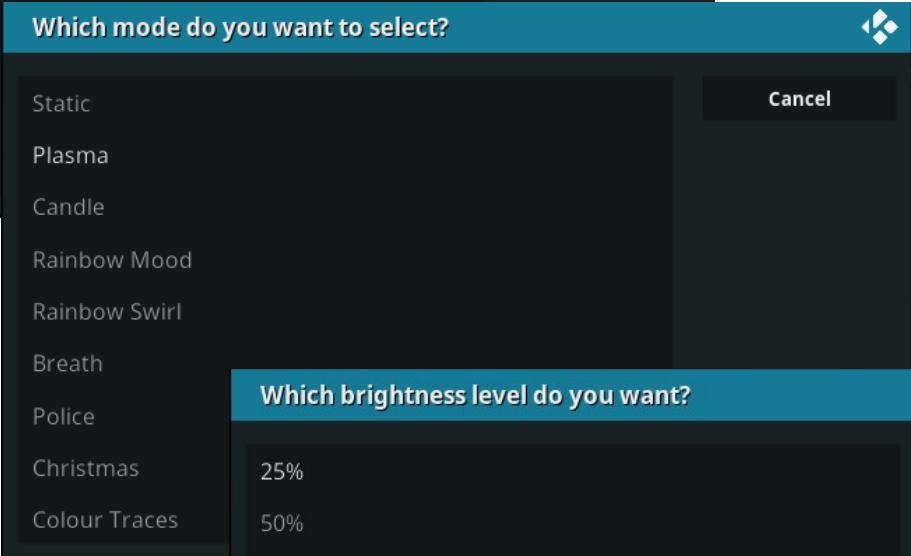 Which mode do you want to select?
Cancel
Static
Plasma
Candle
Rainbow Mood
Rainbow Swirl
Breath
Police
Christmas
Colour Traces
Which brightness level do you want?
25%
50%